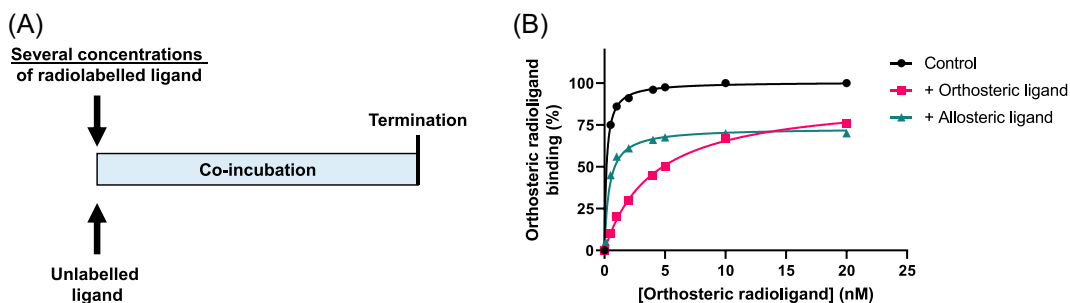 (A)
Several concentrations
of radiolabelled ligand
Termination
Co-incubation
Unlabelled
ligand
(B)
Orthosteric radioligand
binding (%)
100
75
50
25
0
0
5
10
15
20
25
[Orthosteric radioligand] (nM)
Control
+ Orthosteric ligand
+ Allosteric ligand